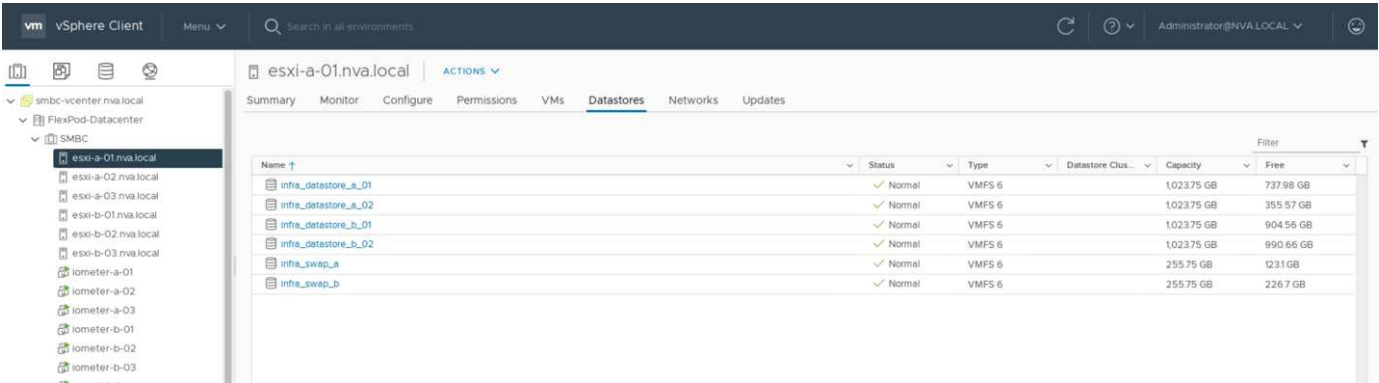 vm vSphere Client Menu Search in all environments Administrator@NVA.LOCAL
esxi-a-01.nva.local ACTIONS
Summary Monitor Configure Permissions VMs Datastores Networks Updates
smbc-vcenter.nva.local
FlexPod-Datacenter
SMBC
esxi-a-01.nva.local
esxi-a-02.nva.local
esxi-a-03.nva.local
esxi-b-01.nva.local
esxi-b-02.nva.local
esxi-b-03.nva.local
iometer-a-01
iometer-a-02
iometer-a-03
iometer-b-01
iometer-b-02
iometer-b-03
Filter
Name ↑ Status Type Datastore Clus... Capacity Free
infra_datastore_a_01 Normal VMFS 6 1,023.75 GB 737.98 GB
infra_datastore_a_02 Normal VMFS 6 1,023.75 GB 355.57 GB
infra_datastore_b_01 Normal VMFS 6 1,023.75 GB 904.56 GB
infra_datastore_b_02 Normal VMFS 6 1,023.75 GB 990.66 GB
infra_swap_a Normal VMFS 6 255.75 GB 123.1 GB
infra_swap_b Normal VMFS 6 255.75 GB 226.7 GB